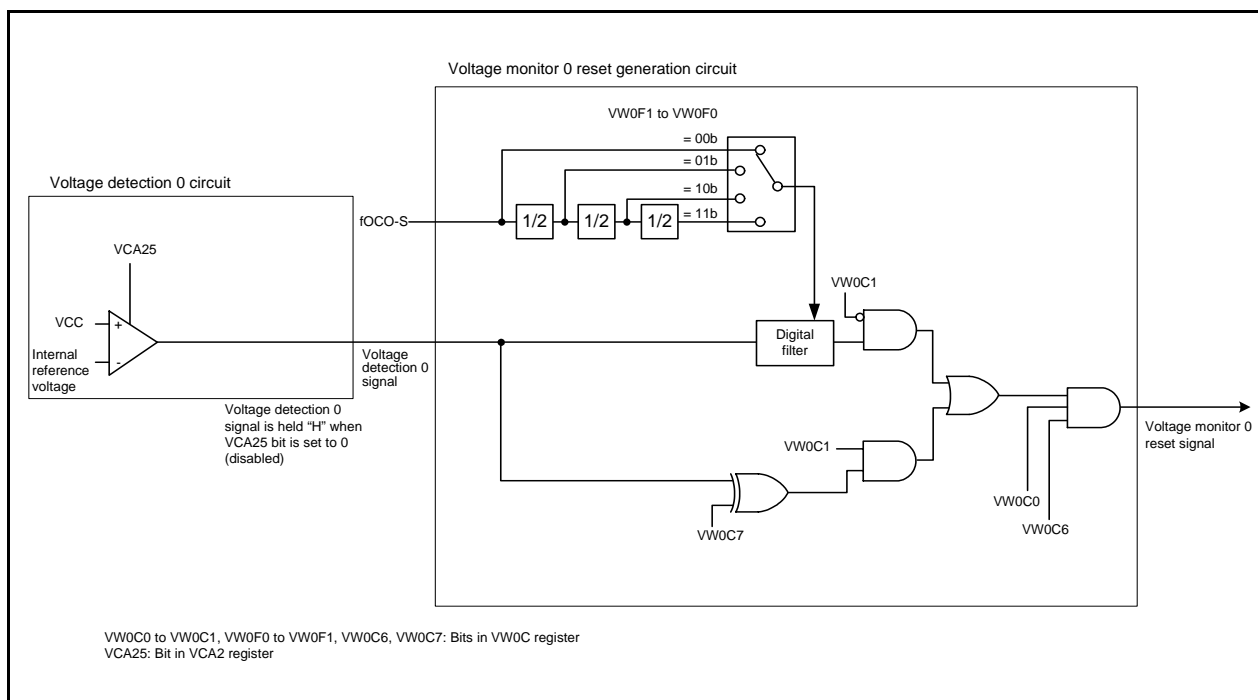 Voltage monitor 0 reset generation circuit
VW0F1 to VW0F0
= 00b
= 01b
= 10b
= 11b
Voltage detection 0 circuit
fOCO-S
1/2
1/2
1/2
VCA25
VW0C1
VCC
+
Internal
reference
voltage
-
Voltage
detection 0
signal
Digital
filter
Voltage detection 0
signal is held “H” when
VCA25 bit is set to 0
(disabled)
Voltage monitor 0
reset signal
VW0C1
VW0C7
VW0C0
VW0C6
VW0C0 to VW0C1, VW0F0 to VW0F1, VW0C6, VW0C7: Bits in VW0C register
VCA25: Bit in VCA2 register